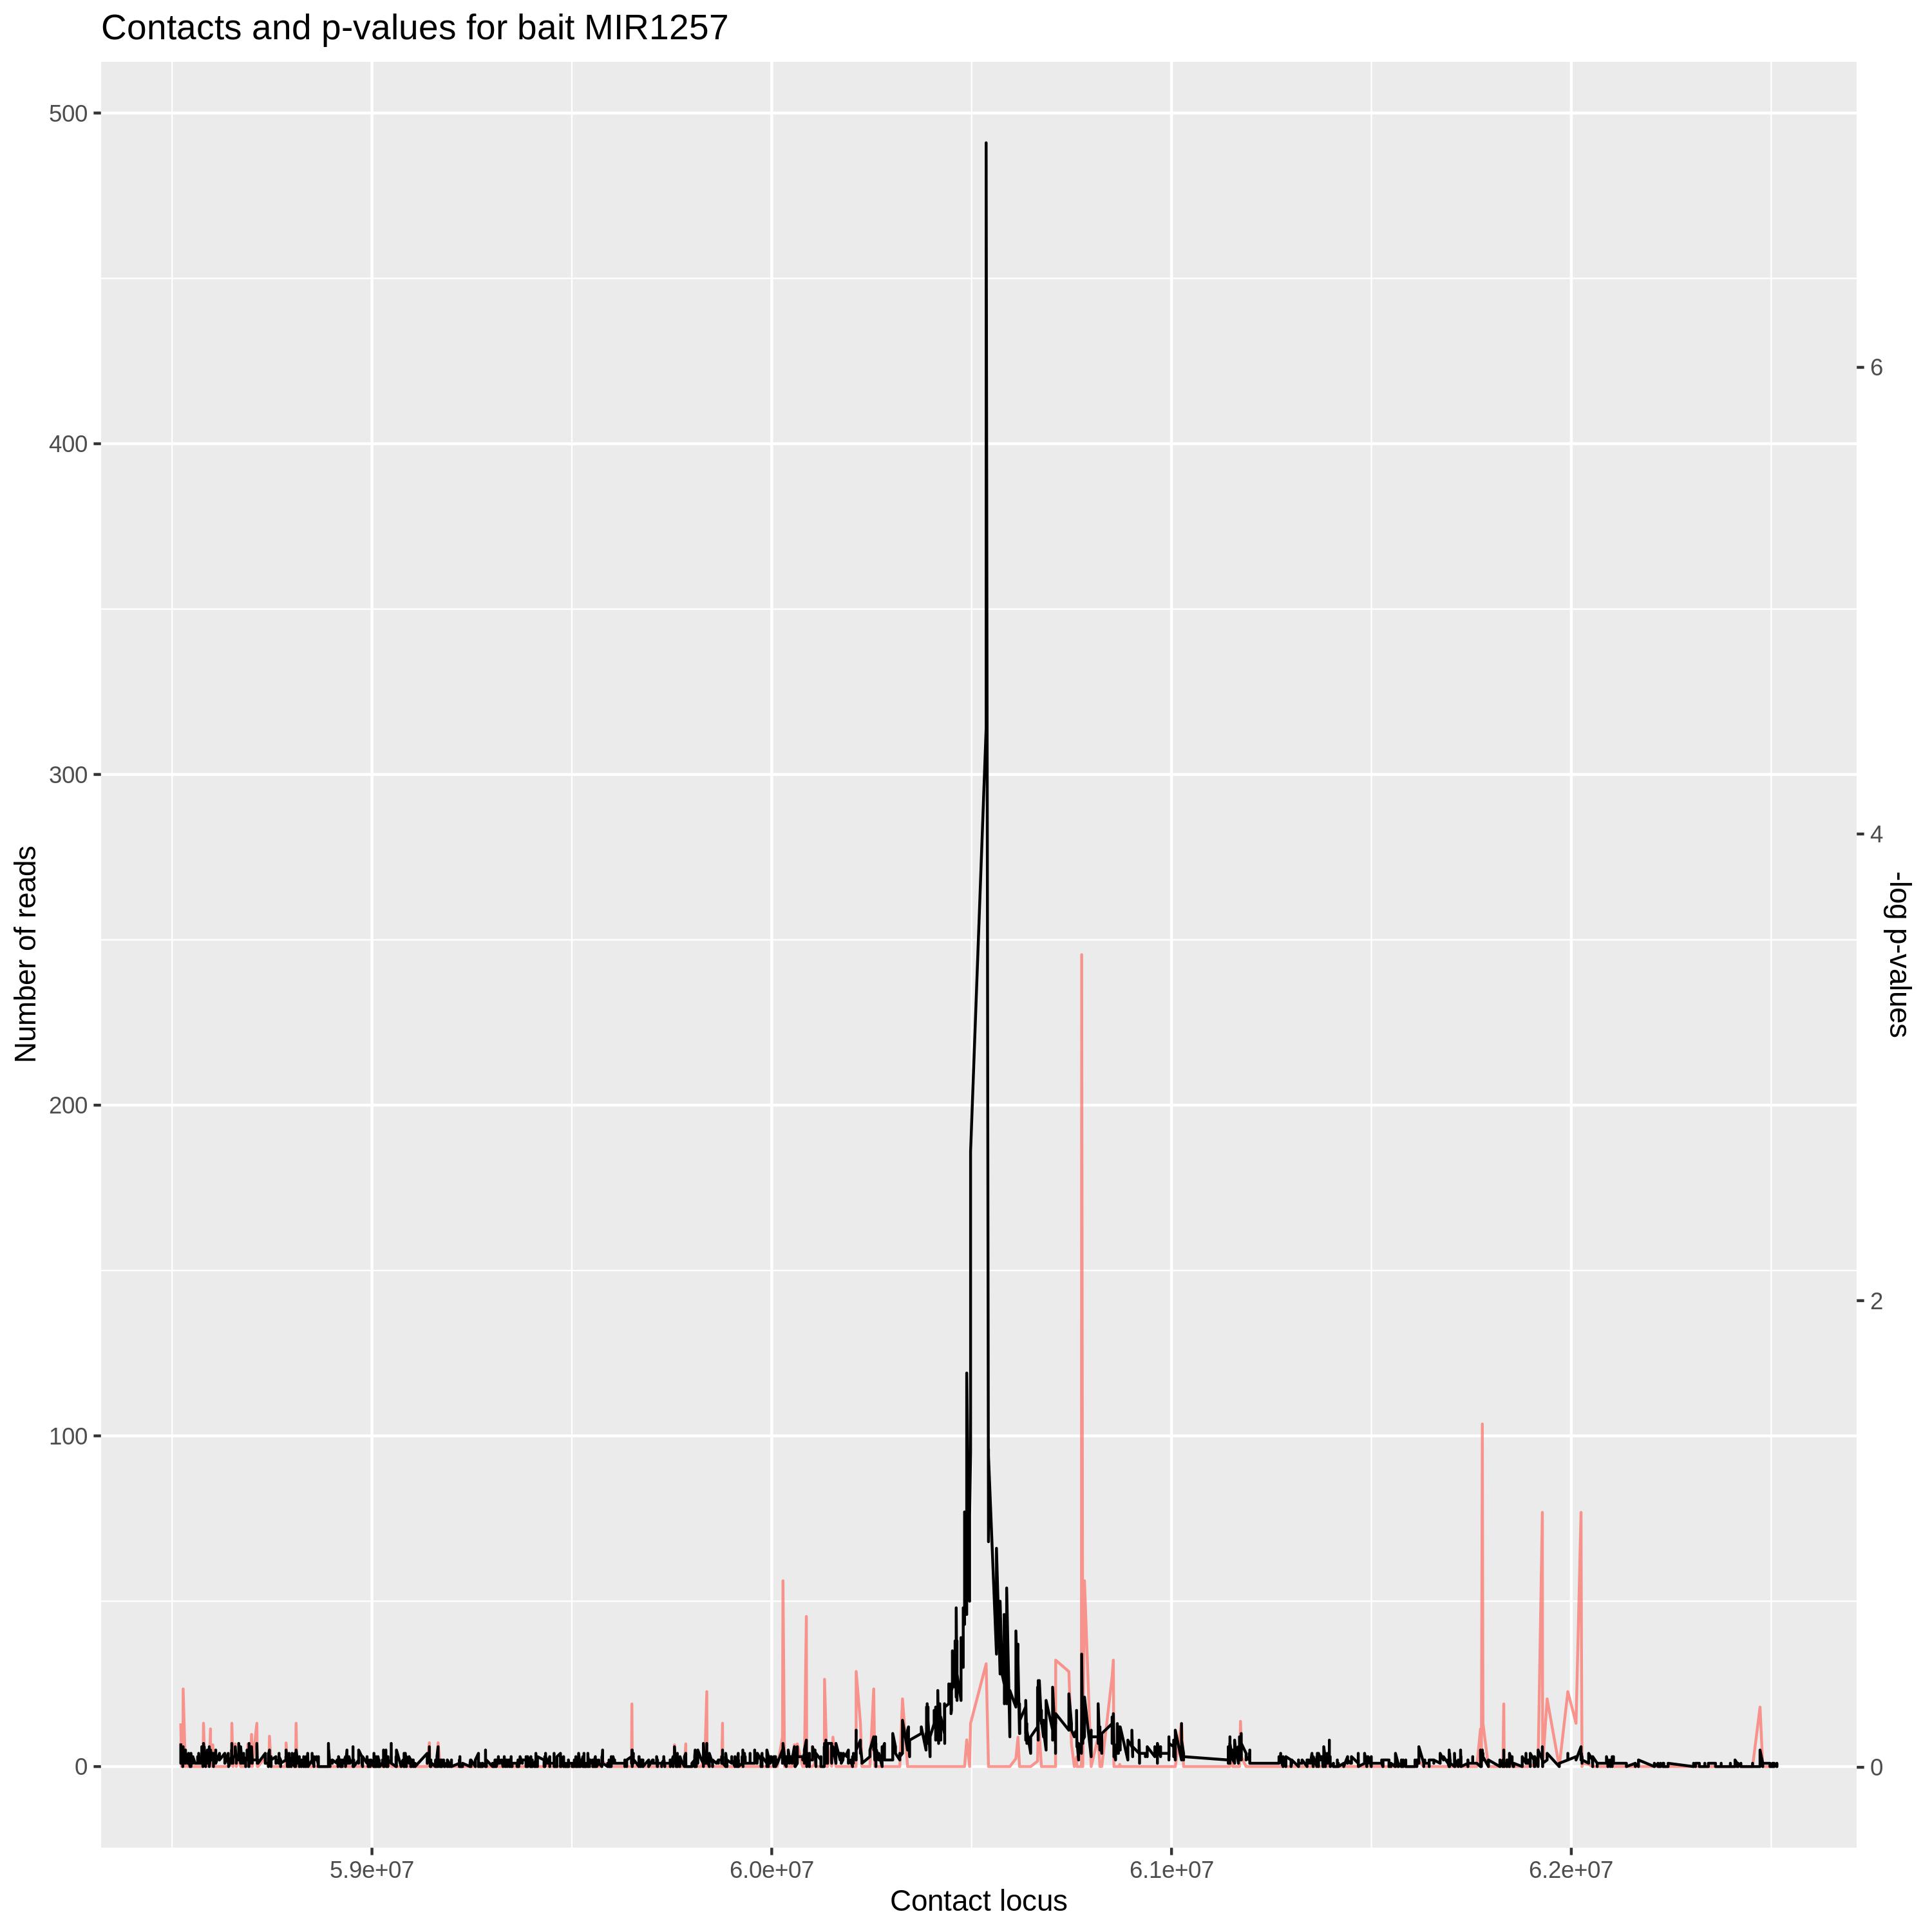 Contacts and p-values for bait MIR1257
500
400
300
200
100
0
Number of reads
6
4
2
0
-log p-values
5.9e+07
6.0e+07
6.1e+07
6.2e+07
Contact locus